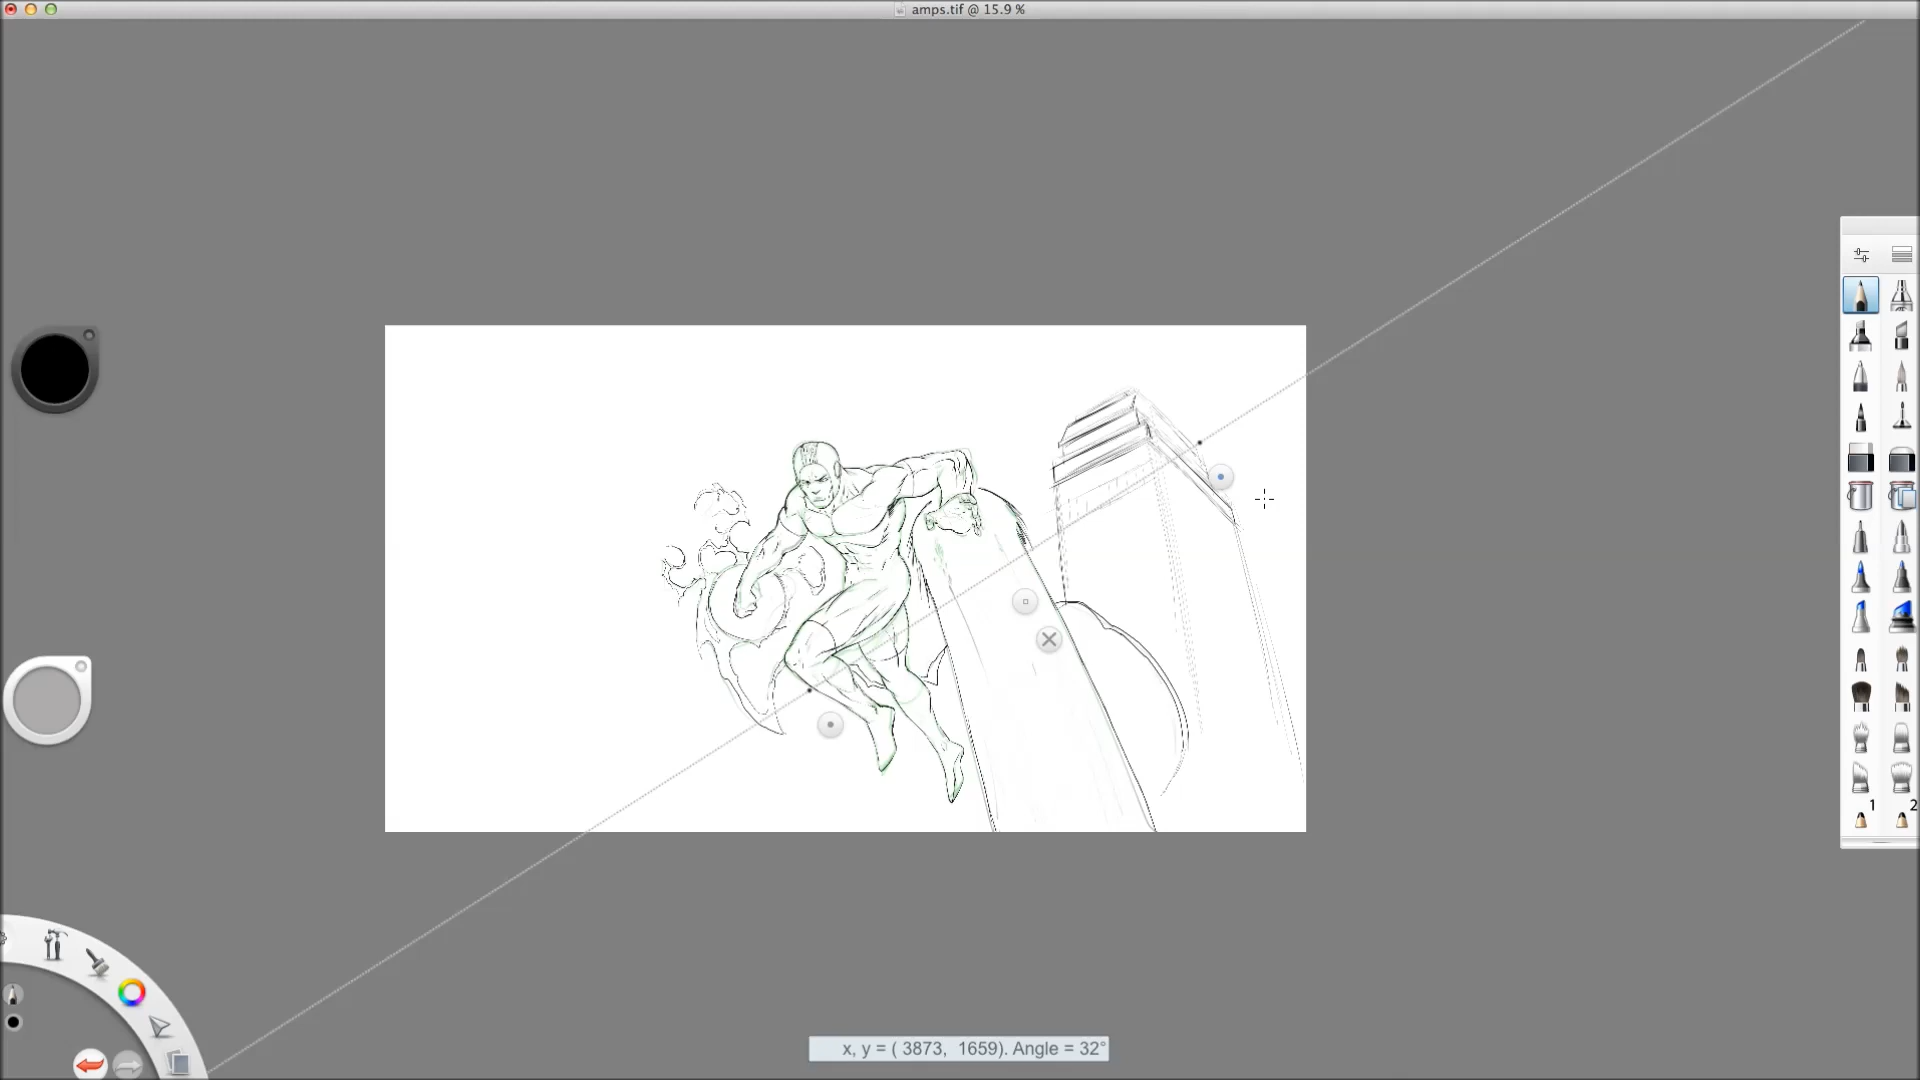 amps.tif @ 15.9 %
1
2
x, y = ( 3873, 1659). Angle = 32°